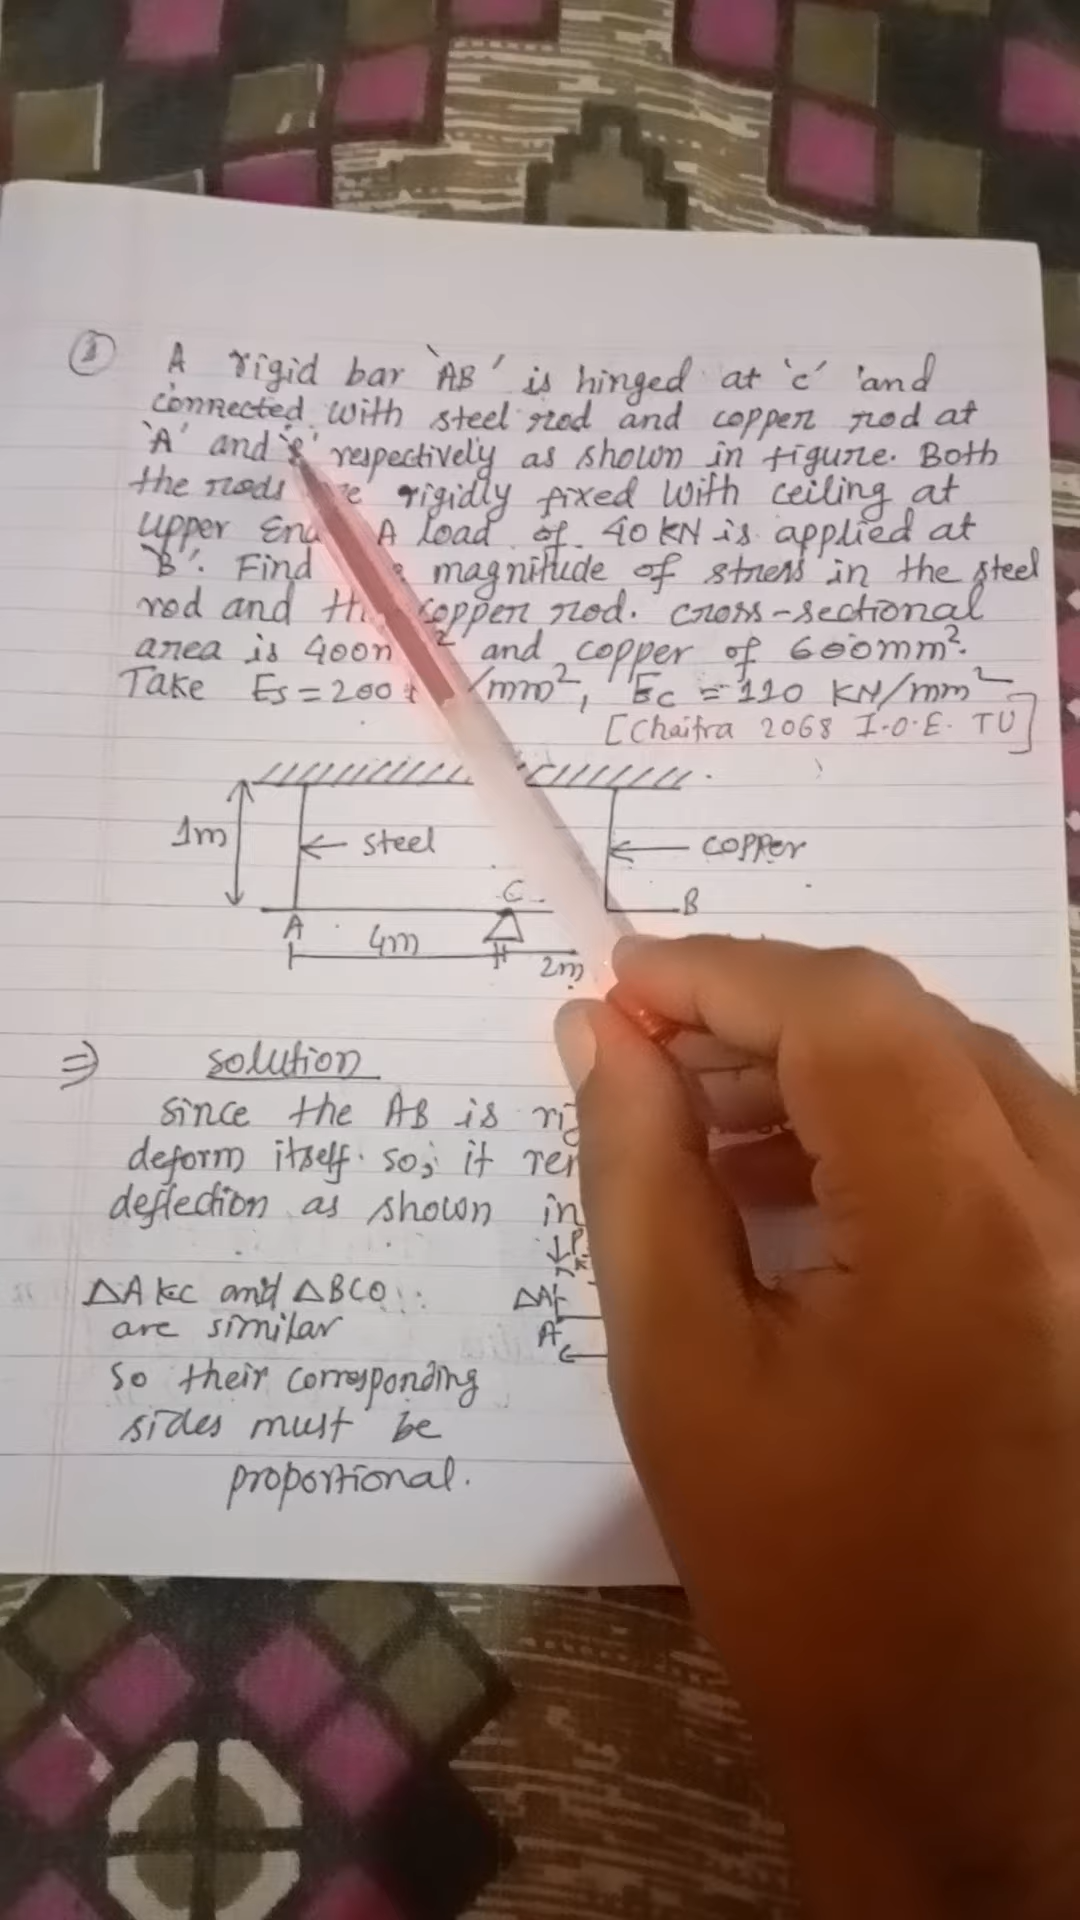 1
A rigid bar `AB' is hinged at 'c' 'and
connected with steel rod and copper rod at
`A' and respectively as shown in figure. Both
the rods rigidly fixed with ceiling at
upper A load of 40 KN is applied at
`B'. Find magnitude of stress in the steel
rod and copper rod. cross-sectional
area is and copper of 600mm².
Take Es = 200 /mm², Ec = 110 KN/mm²
[Chaitra 2068 I.O.E. TU]
1m
steel
copper
C
B
A
4m
2m
⇒ solution
since the AB is
deform itself. so, it
deflection as shown in
P
△AKC and △BCO
△A
are similar
A
so their corresponding
sides must be
proportional.